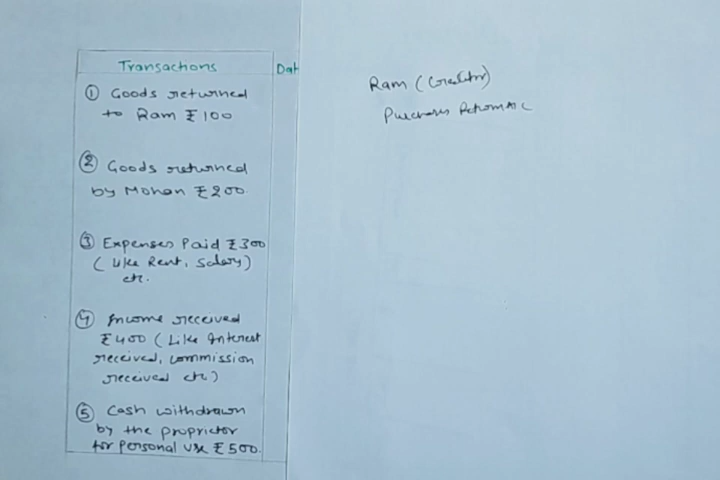 Transactions
Dat
① Goods returned
to Ram ₹100
② Goods returned
by Mohan ₹200.
③ Expenses Paid ₹300
(Like Rent, Salary)
etc.
④ Income received
₹400 (Like Interest
received, commission
received etc)
⑤ Cash withdrawn
by the proprietor
for personal use ₹500.
Ram (Creditor)
Purchases Return A/C